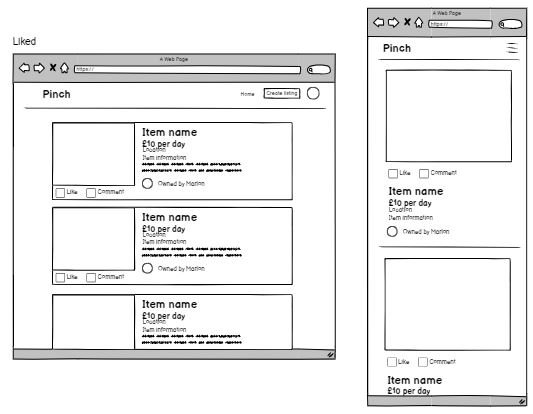 Liked
A Web Page
https://
Pinch
Home
Create listing
Item name
£10 per day
Location
Item information
Like
Comment
Owned by Marlon
Item name
£10 per day
Location
Item information
Like
Comment
Owned by Marlon
Item name
£10 per day
Location
Item information
A Web Page
https://
Pinch
Like
Comment
Item name
£10 per day
Location
Item information
Owned by Marlon
Like
Comment
Item name
£10 per day